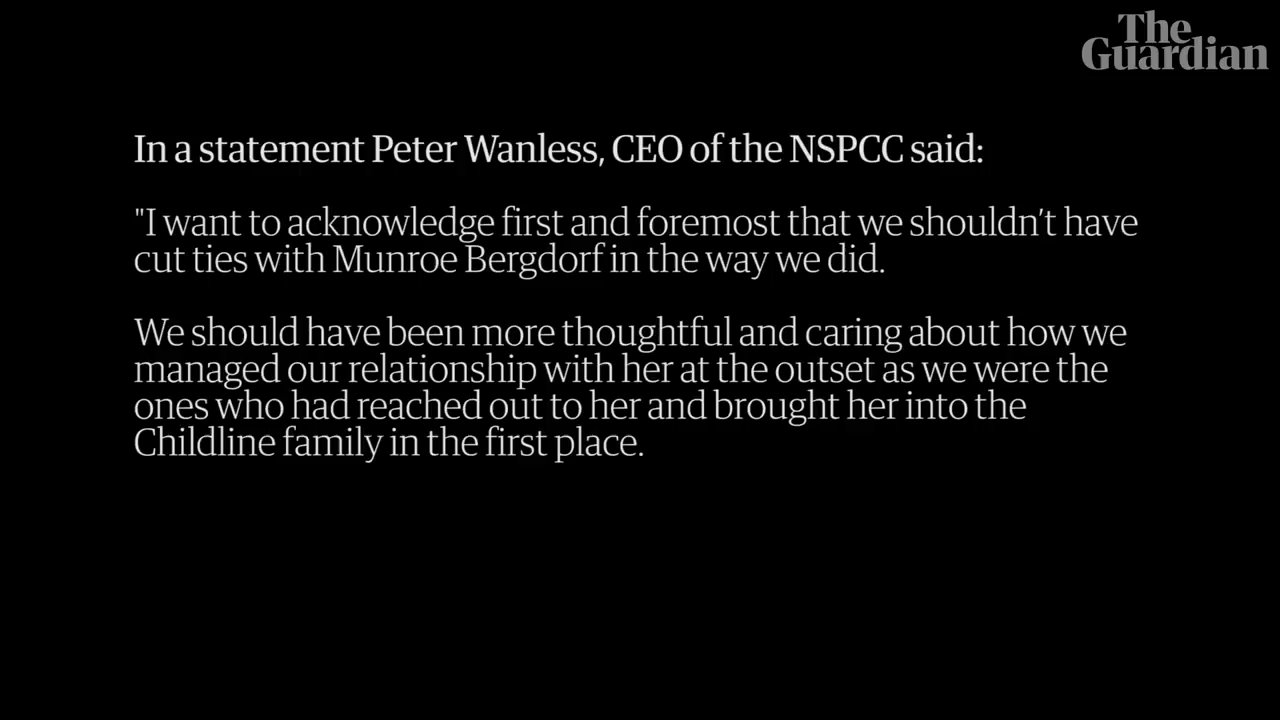 The
Guardian
In a statement Peter Wanless, CEO of the NSPCC said:
"I want to acknowledge first and foremost that we shouldn’t have
cut ties with Munroe Bergdorf in the way we did.
We should have been more thoughtful and caring about how we
managed our relationship with her at the outset as we were the
ones who had reached out to her and brought her into the
Childline family in the first place.